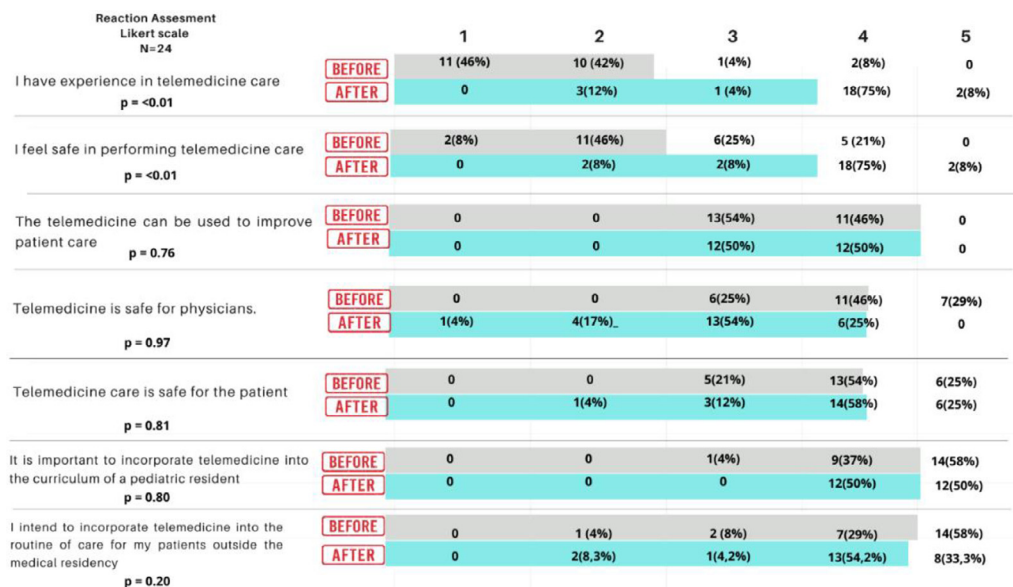 Reaction Assesment
Likert scale
N=24
1 2 3 4 5
I have experience in telemedicine care
p = <0.01
BEFORE 11 (46%) 10 (42%) 1(4%) 2(8%) 0
AFTER 0 3(12%) 1 (4%) 18(75%) 2(8%)
I feel safe in performing telemedicine care
p = <0.01
BEFORE 2(8%) 11(46%) 6(25%) 5 (21%) 0
AFTER 0 2(8%) 2(8%) 18(75%) 2(8%)
The telemedicine can be used to improve
patient care
p = 0.76
BEFORE 0 0 13(54%) 11(46%) 0
AFTER 0 0 12(50%) 12(50%) 0
Telemedicine is safe for physicians.
p = 0.97
BEFORE 0 0 6(25%) 11(46%) 7(29%)
AFTER 1(4%) 4(17%)_ 13(54%) 6(25%) 0
Telemedicine care is safe for the patient
p = 0.81
BEFORE 0 0 5(21%) 13(54%) 6(25%)
AFTER 0 1(4%) 3(12%) 14(58%) 6(25%)
It is important to incorporate telemedicine into
the curriculum of a pediatric resident
p = 0.80
BEFORE 0 0 1(4%) 9(37%) 14(58%)
AFTER 0 0 0 12(50%) 12(50%)
I intend to incorporate telemedicine into the
routine of care for my patients outside the
medical residency
p = 0.20
BEFORE 0 1 (4%) 2 (8%) 7(29%) 14(58%)
AFTER 0 2(8,3%) 1(4,2%) 13(54,2%) 8(33,3%)